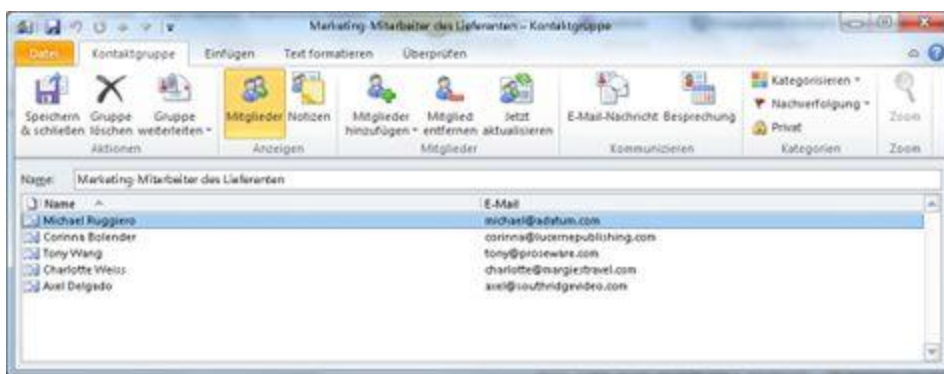 Marketing-Mitarbeiter des Lieferanten – Kontaktgruppe
Datei Kontaktgruppe Einfügen Text formatieren Überprüfen
Speichern & schließen
Gruppe löschen
Gruppe weiterleiten
Mitglieder
Notizen
Mitglieder hinzufügen
Mitglied entfernen
Jetzt aktualisieren
E-Mail-Nachricht
Besprechung
Kategorisieren
Nachverfolgung
Privat
Zoom
Aktionen Anzeigen Mitglieder Kommunizieren Kategorien Zoom
Name: Marketing-Mitarbeiter des Lieferanten
Name E-Mail
Michael Ruggiero michael@adatum.com
Corinna Bolender corinna@lucernepublishing.com
Tony Wang tony@proseware.com
Charlotte Weiss charlotte@margiestravel.com
Axel Delgado axel@southridgevideo.com